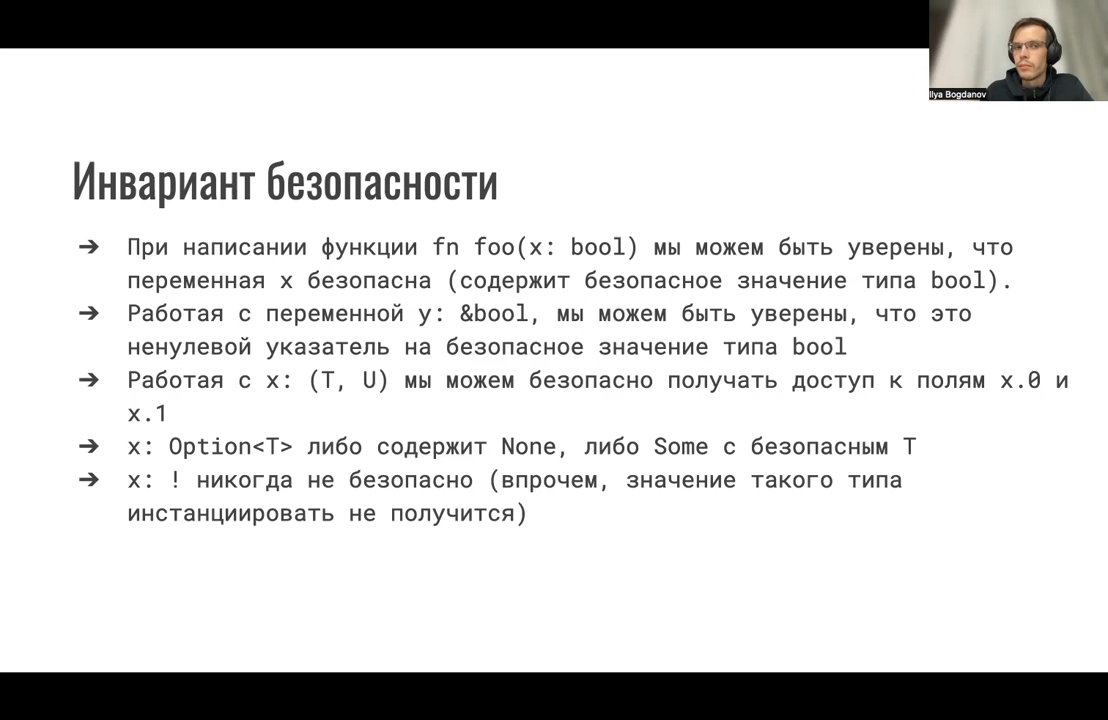 Ilya Bogdanov
Инвариант безопасности
➔ При написании функции fn foo(x: bool) мы можем быть уверены, что
переменная x безопасна (содержит безопасное значение типа bool).
➔ Работая с переменной y: &bool, мы можем быть уверены, что это
ненулевой указатель на безопасное значение типа bool
➔ Работая с x: (T, U) мы можем безопасно получать доступ к полям x.0 и
x.1
➔ x: Option<T> либо содержит None, либо Some с безопасным T
➔ x: ! никогда не безопасно (впрочем, значение такого типа
инстанциировать не получится)